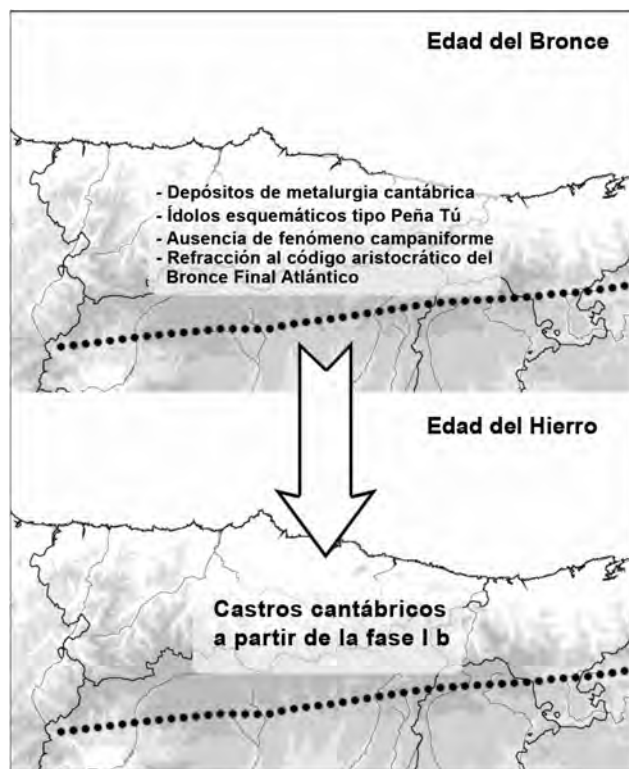 Edad del Bronce
- Depósitos de metalurgia cantábrica
- Ídolos esquemáticos tipo Peña Tú
- Ausencia de fenómeno campaniforme
- Refracción al código aristocrático del
Bronce Final Atlántico
Edad del Hierro
Castros cantábricos
a partir de la fase I b